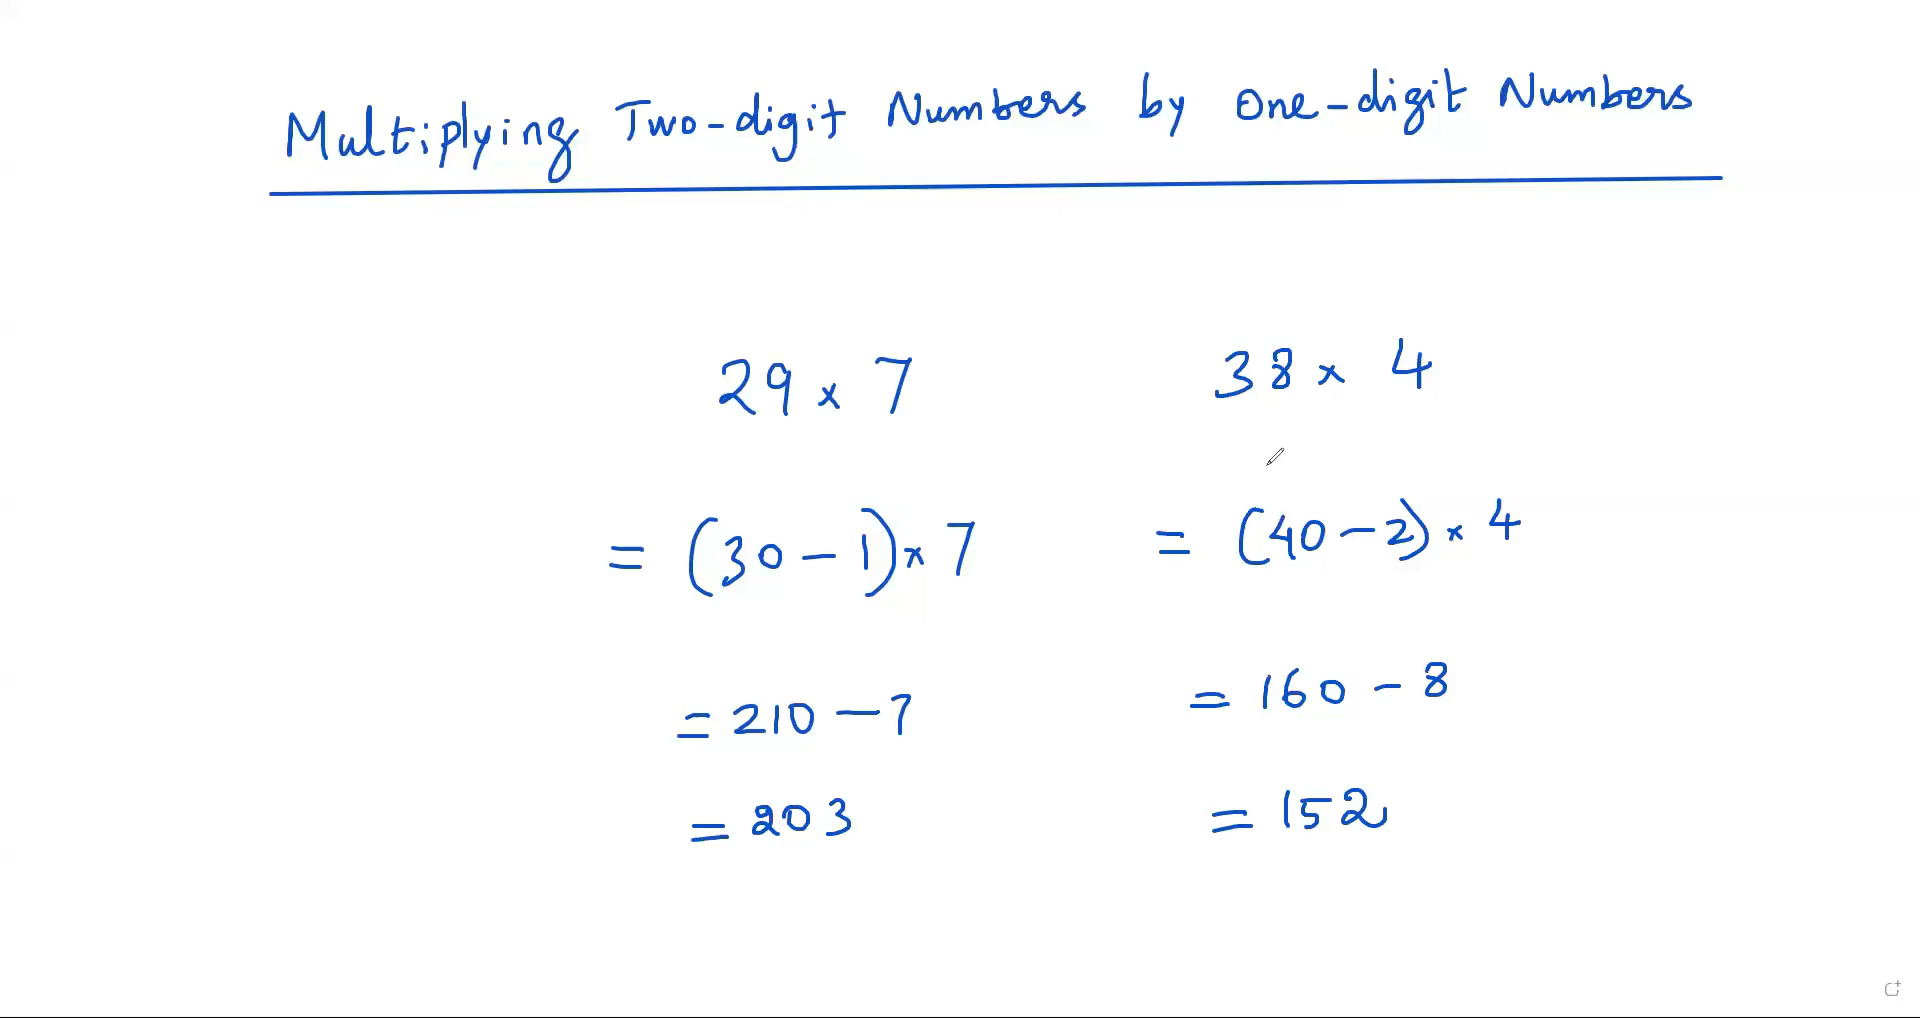 Multiplying Two-digit Numbers by One-digit Numbers
29 × 7
= (30 − 1) × 7
= 210 − 7
= 203
38 × 4
= (40 − 2) × 4
= 160 − 8
= 152